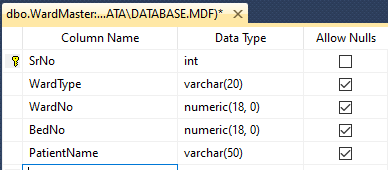 dbo.WardMaster:...ATA\DATABASE.MDF)*
Column Name Data Type Allow Nulls
SrNo int
WardType varchar(20)
WardNo numeric(18, 0)
BedNo numeric(18, 0)
PatientName varchar(50)